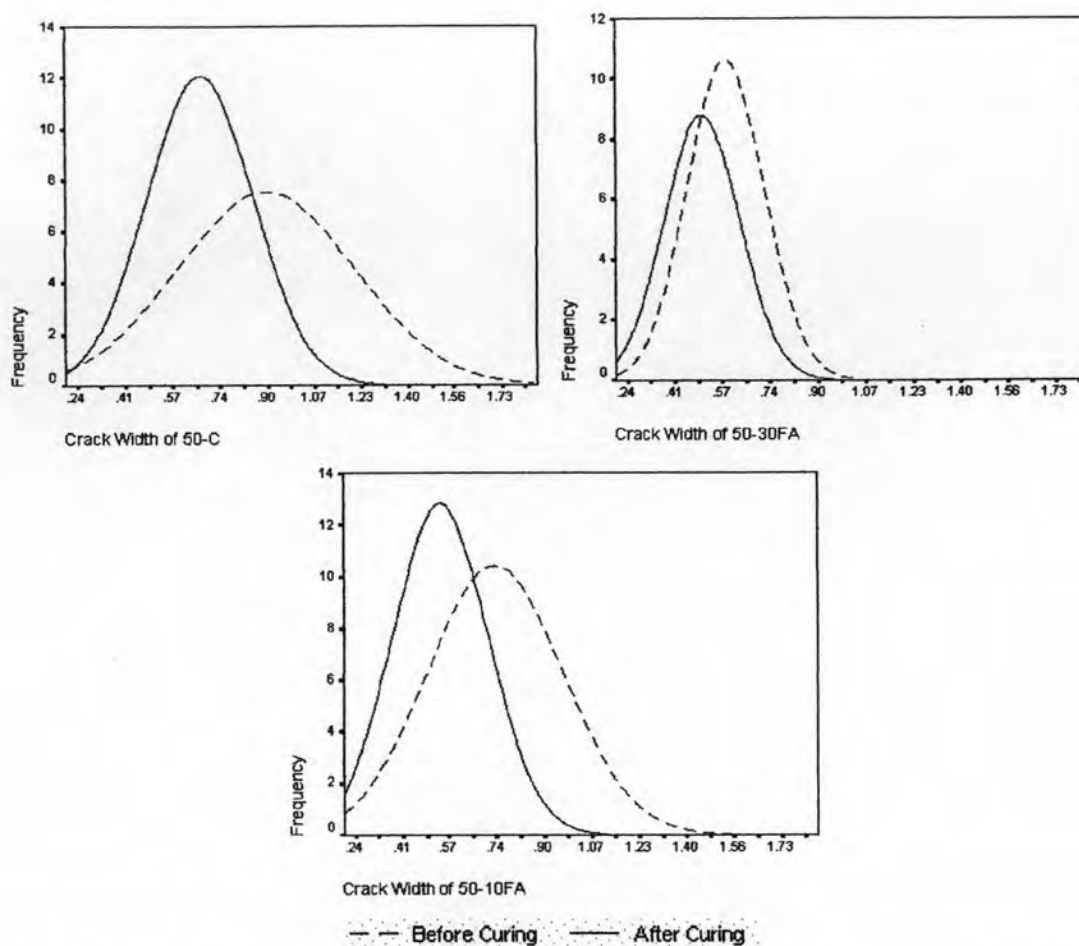 14
12
10
8
6
4
2
0
Frequency
.24 .41 .57 .74 .90 1.07 1.23 1.40 1.56 1.73
Crack Width of 50-C
12
10
8
6
4
2
0
Frequency
.24 .41 .57 .74 .90 1.07 1.23 1.40 1.56 1.73
Crack Width of 50-30FA
14
12
10
8
6
4
2
0
Frequency
.24 .41 .57 .74 .90 1.07 1.23 1.40 1.56 1.73
Crack Width of 50-10FA
Before Curing After Curing